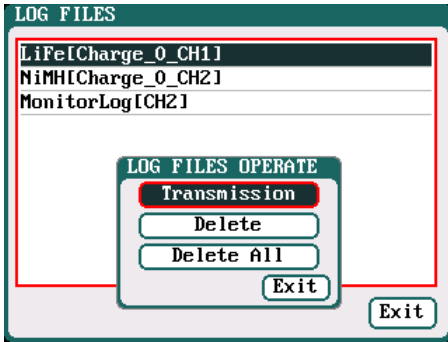 LOG FILES
LiFe[Charge_0_CH1]
NiMH[Charge_0_CH2]
MonitorLog[CH2]
LOG FILES OPERATE
Transmission
Delete
Delete All
Exit
Exit